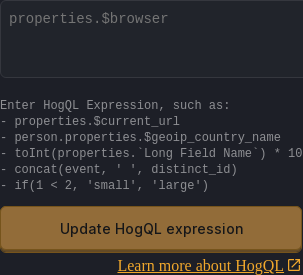 properties.$browser
Enter HogQL Expression, such as:
- properties.$current_url
- person.properties.$geoip_country_name
- toInt(properties.`Long Field Name`) * 10
- concat(event, ' ', distinct_id)
- if(1 < 2, 'small', 'large')
Update HogQL expression
Learn more about HogQL